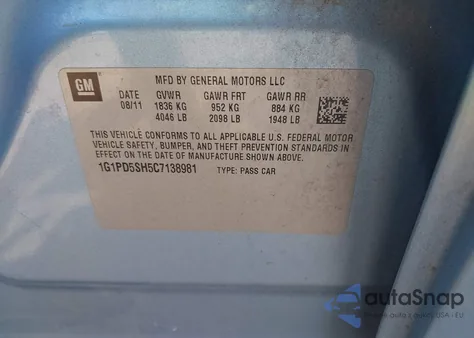 GM
MFD BY GENERAL MOTORS LLC
DATE GVWR GAWR FRT GAWR RR
08/11 1836 KG 952 KG 884 KG
4046 LB 2098 LB 1948 LB
THIS VEHICLE CONFORMS TO ALL APPLICABLE U.S. FEDERAL MOTOR
VEHICLE SAFETY, BUMPER, AND THEFT PREVENTION STANDARDS IN
EFFECT ON THE DATE OF MANUFACTURE SHOWN ABOVE.
1G1PD5SH5C7138981 TYPE: PASS CAR
autaSnap
USA - EU